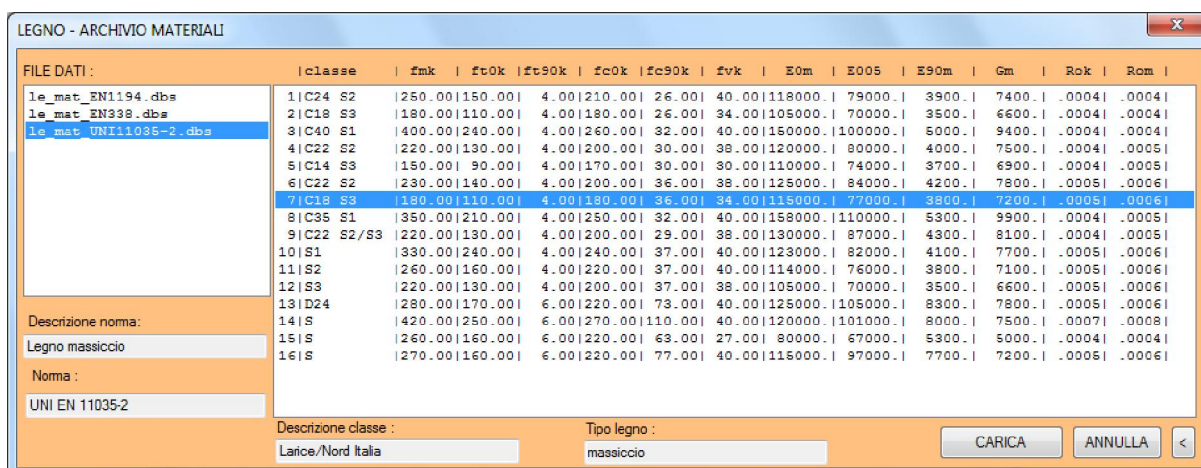 LEGNO - ARCHIVIO MATERIALI
x
FILE DATI :
le_mat_EN1194.dbs
le_mat_EN338.dbs
le_mat_UNI11035-2.dbs
|classe | fmk | ft0k |ft90k | fc0k |fc90k | fvk | E0m | E005 | E90m | Gm | Rok | Rom |
1|C24 S2 |250.00|150.00| 4.00|210.00| 26.00| 40.00|118000.| 79000.| 3900.| 7400.| .0004| .0004|
2|C18 S3 |180.00|110.00| 4.00|180.00| 26.00| 34.00|105000.| 70000.| 3500.| 6600.| .0004| .0004|
3|C40 S1 |400.00|240.00| 4.00|260.00| 32.00| 40.00|150000.|100000.| 5000.| 9400.| .0004| .0004|
4|C22 S2 |220.00|130.00| 4.00|200.00| 30.00| 38.00|120000.| 80000.| 4000.| 7500.| .0004| .0005|
5|C14 S3 |150.00| 90.00| 4.00|170.00| 30.00| 30.00|110000.| 74000.| 3700.| 6900.| .0004| .0005|
6|C22 S2 |230.00|140.00| 4.00|200.00| 36.00| 38.00|125000.| 84000.| 4200.| 7800.| .0005| .0006|
7|C18 S3 |180.00|110.00| 4.00|180.00| 36.00| 34.00|115000.| 77000.| 3800.| 7200.| .0005| .0006|
8|C35 S1 |350.00|210.00| 4.00|250.00| 32.00| 40.00|158000.|110000.| 5300.| 9900.| .0004| .0005|
9|C22 S2/S3 |220.00|130.00| 4.00|200.00| 29.00| 38.00|130000.| 87000.| 4300.| 8100.| .0004| .0005|
10|S1 |330.00|240.00| 4.00|240.00| 37.00| 40.00|123000.| 82000.| 4100.| 7700.| .0005| .0006|
11|S2 |260.00|160.00| 4.00|220.00| 37.00| 40.00|114000.| 76000.| 3800.| 7100.| .0005| .0006|
12|S3 |220.00|130.00| 4.00|200.00| 37.00| 38.00|105000.| 70000.| 3500.| 6600.| .0005| .0006|
13|D24 |280.00|170.00| 6.00|220.00| 73.00| 40.00|125000.|105000.| 8300.| 7800.| .0005| .0006|
14|S |420.00|250.00| 6.00|270.00|110.00| 40.00|120000.|101000.| 8000.| 7500.| .0007| .0008|
15|S |260.00|160.00| 6.00|220.00| 63.00| 27.00| 80000.| 67000.| 5300.| 5000.| .0004| .0005|
16|S |270.00|160.00| 6.00|220.00| 77.00| 40.00|115000.| 97000.| 7700.| 7200.| .0005| .0006|
Descrizione norma:
Legno massiccio
Norma :
UNI EN 11035-2
Descrizione classe :
Larice/Nord Italia
Tipo legno :
massiccio
CARICA
ANNULLA
<